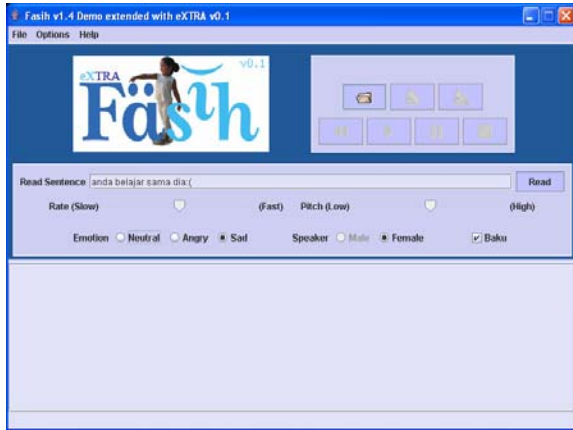 Fasih v1.4 Demo extended with eXTRA v0.1
File Options Help
eXTRA v0.1
Fäsih
Read Sentence anda belajar sama dia:( Read
Rate (Slow) (Fast) Pitch (Low) (High)
Emotion Neutral Angry Sad Speaker Male Female Baku